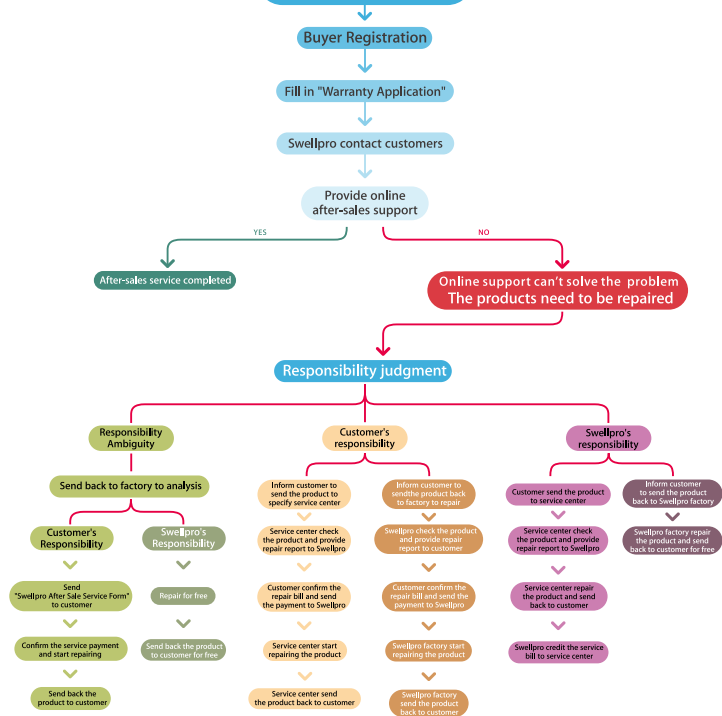 Buyer Registration
Fill in "Warranty Application"
Swellpro contact customers
Provide online
after-sales support
YES
NO
After-sales service completed
Online support can't solve the problem
The products need to be repaired
Responsibility judgment
Responsibility
Ambiguity
Customer's
responsibility
Swellpro's
responsibility
Send back to factory to analysis
Customer's
Responsibility
Swellpro's
Responsibility
Send
"Swellpro After Sale Service Form"
to customer
Repair for free
Confirm the service payment
and start repairing
Send back the product
to customer for free
Send back the
product to customer
Inform customer to
send the product to
specify service center
Service center check
the product and provide
repair report to Swellpro
Customer confirm the
repair bill and send
the payment to Swellpro
Service center start
repairing the product
Service center send
the product back to customer
Inform customer to
sendthe product back
to factory to repair
Swellpro check the product
and provide repair
report to customer
Customer confirm the
repair bill and send the
payment to Swellpro
Swellpro factory start
repairing the product
Swellpro factory
send the product
back to customer
Customer send the product
to service center
Service center check
the product and provide
repair report to Swellpro
Service center repair
the product and send
back to customer
Swellpro credit the service
bill to service center
Inform customer
to send the product
back to Swellpro factory
Swellpro factory repair
the product and send
back to customer for free